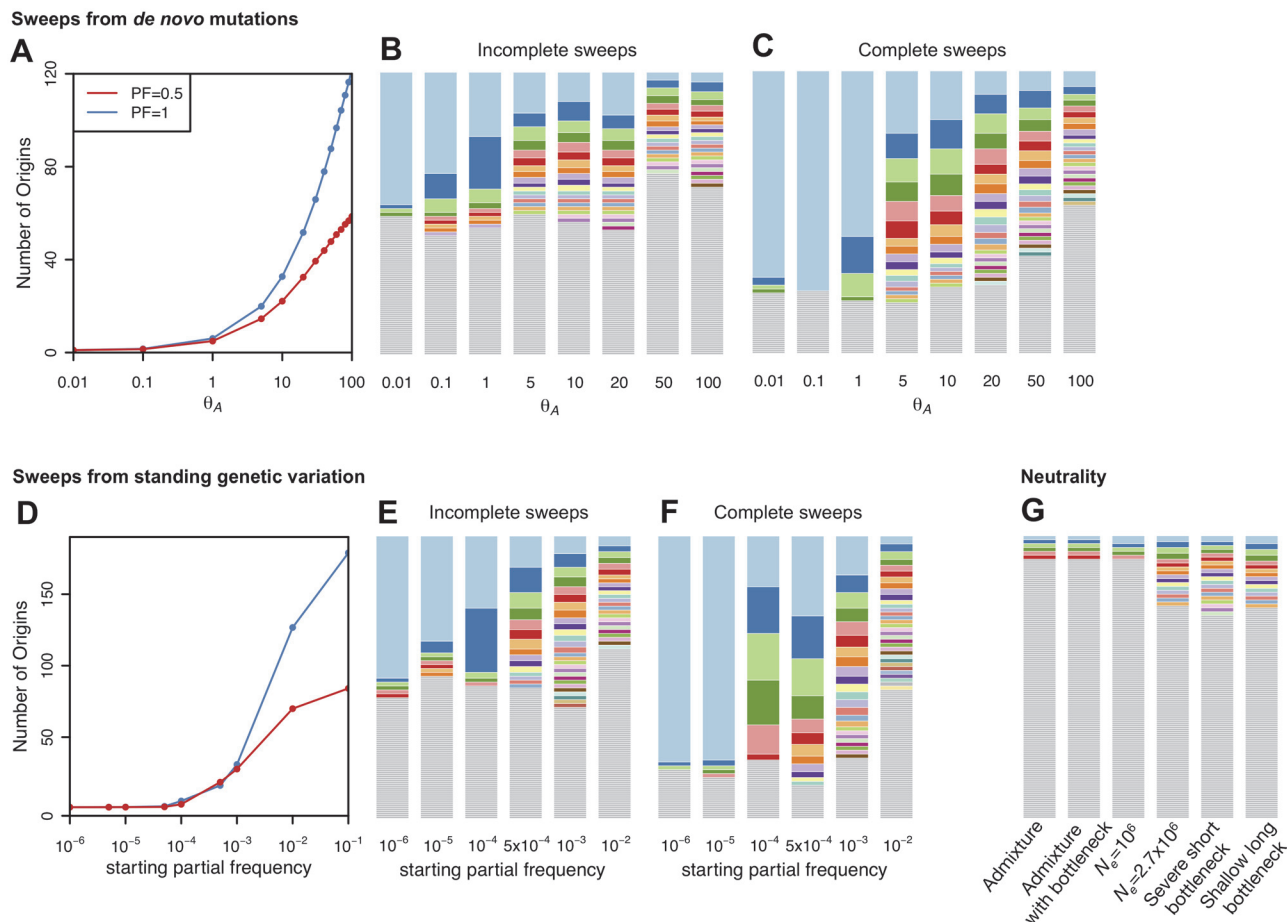 Sweeps from de novo mutations
A
PF=0.5
PF=1
Number of Origins
0
40
80
120
0.01
0.1
1
10
100
θA
B
Incomplete sweeps
0.01 0.1 1 5 10 20 50 100
θA
C
Complete sweeps
0.01 0.1 1 5 10 20 50 100
θA
Sweeps from standing genetic variation
D
Number of Origins
0
50
100
150
10⁻⁶
10⁻⁵
10⁻⁴
10⁻³
10⁻²
10⁻¹
starting partial frequency
E
Incomplete sweeps
10⁻⁶ 10⁻⁵ 10⁻⁴ 5x10⁻⁴ 10⁻³ 10⁻²
starting partial frequency
F
Complete sweeps
10⁻⁶ 10⁻⁵ 10⁻⁴ 5x10⁻⁴ 10⁻³ 10⁻²
starting partial frequency
Neutrality
G
Admixture
Admixture
with bottleneck
Ne=10⁶
Ne=2.7x10⁶
Severe short
bottleneck
Shallow long
bottleneck